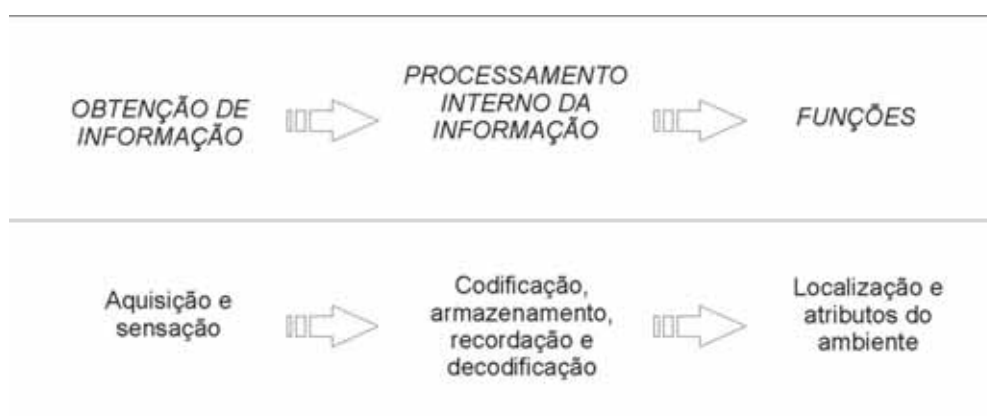 OBTENÇÃO DE
INFORMAÇÃO
PROCESSAMENTO
INTERNO DA
INFORMAÇÃO
FUNÇÕES
Aquisição e
sensação
Codificação,
armazenamento,
recordação e
decodificação
Localização e
atributos do
ambiente